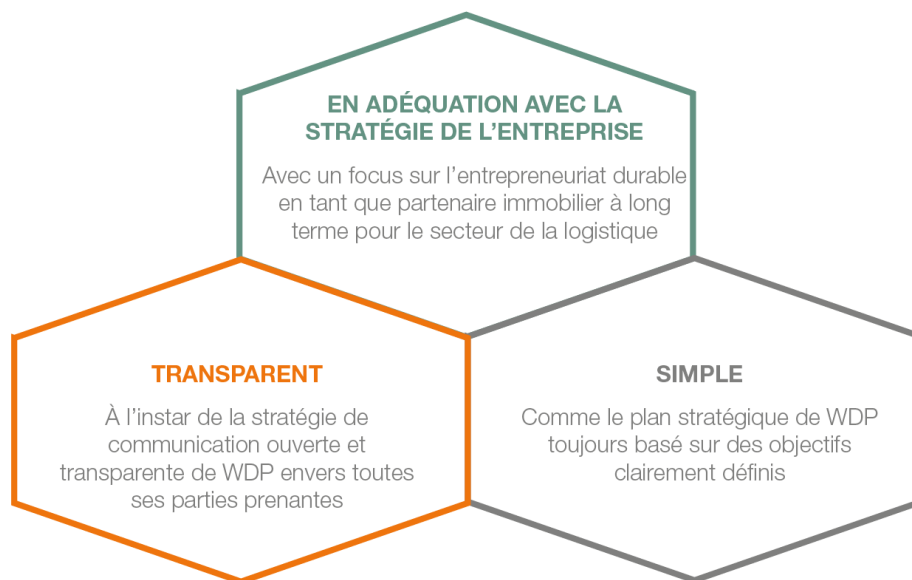 EN ADÉQUATION AVEC LA
STRATÉGIE DE L’ENTREPRISE
Avec un focus sur l’entrepreneuriat durable
en tant que partenaire immobilier à long
terme pour le secteur de la logistique
TRANSPARENT
À l’instar de la stratégie de
communication ouverte et
transparente de WDP envers toutes
ses parties prenantes
SIMPLE
Comme le plan stratégique de WDP
toujours basé sur des objectifs
clairement définis